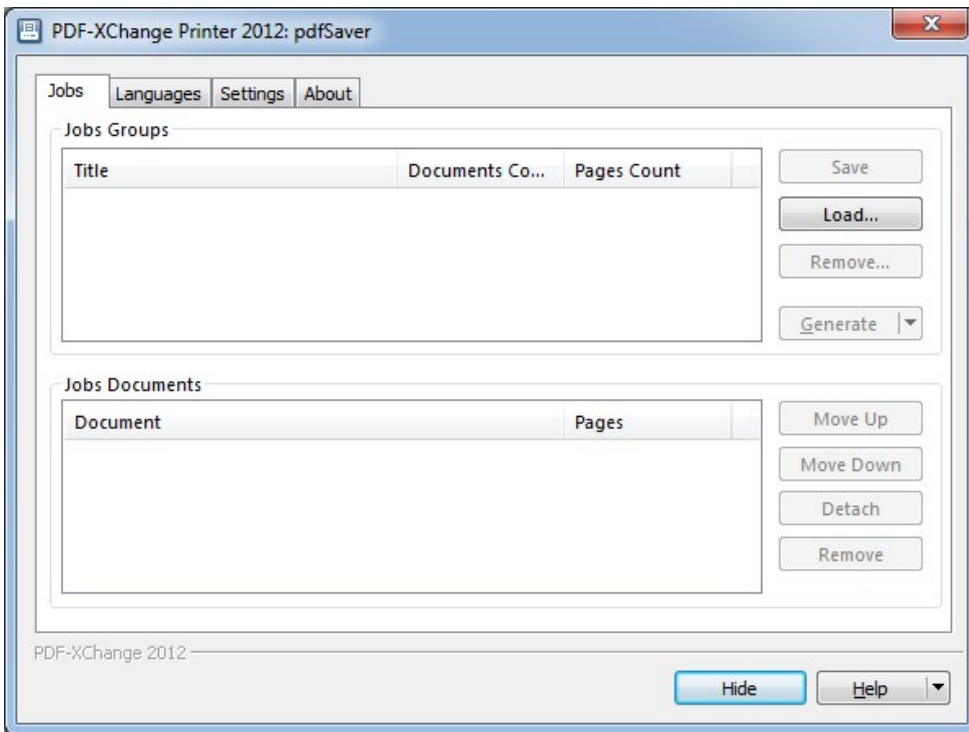 PDF-XChange Printer 2012: pdfSaver
Jobs Languages Settings About
Jobs Groups
Title Documents Co... Pages Count
Save
Load...
Remove...
Generate
Jobs Documents
Document Pages
Move Up
Move Down
Detach
Remove
PDF-XChange 2012
Hide Help